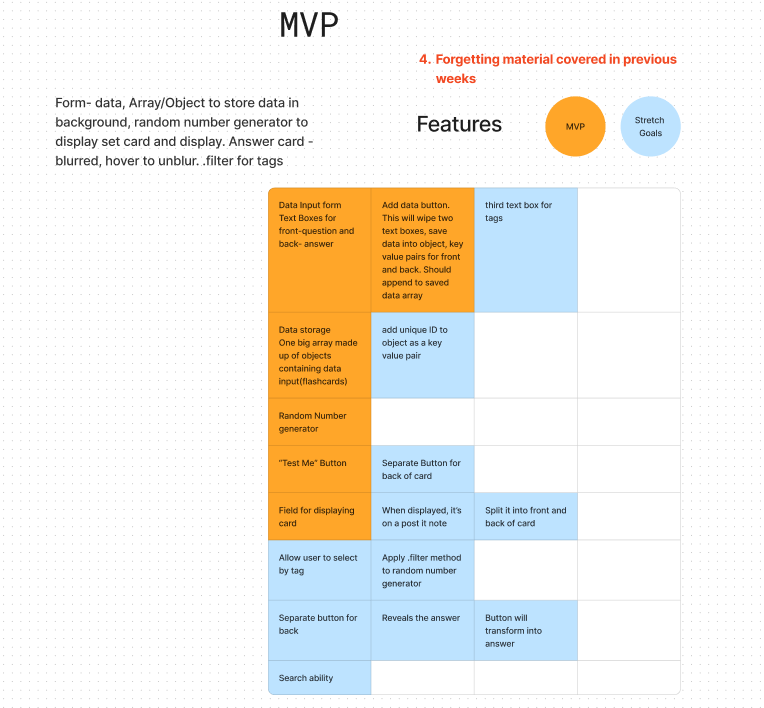 MVP
4. Forgetting material covered in previous
weeks
Form- data, Array/Object to store data in
background, random number generator to
display set card and display. Answer card -
blurred, hover to unblur. .filter for tags
Features
MVP
Stretch
Goals
Data Input form
Text Boxes for
front-question and
back- answer
Add data button.
This will wipe two
text boxes, save
data into object, key
value pairs for front
and back. Should
append to saved
data array
third text box for
tags
Data storage
One big array made
up of objects
containing data
input(flashcards)
add unique ID to
object as a key
value pair
Random Number
generator
"Test Me" Button
Separate Button for
back of card
Field for displaying
card
When displayed, it's
on a post it note
Split it into front and
back of card
Allow user to select
by tag
Apply .filter method
to random number
generator
Separate button for
back
Reveals the answer
Button will
transform into
answer
Search ability